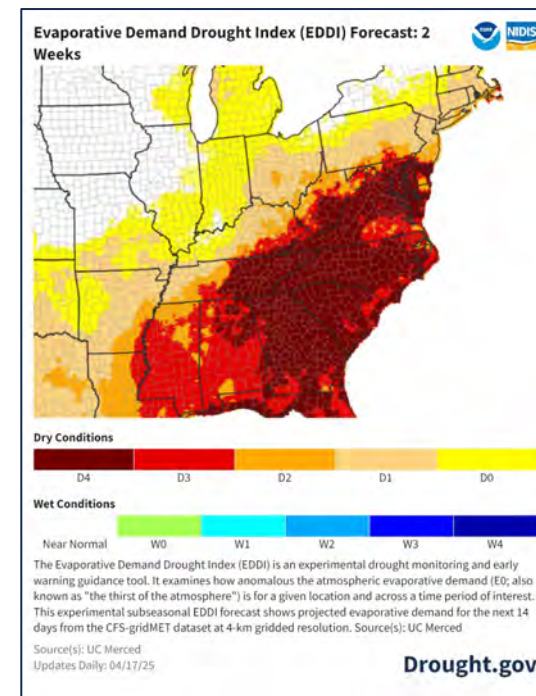 Evaporative Demand Drought Index (EDDI) Forecast: 2
Weeks
NIDIS
Dry Conditions
D4 D3 D2 D1 D0
Wet Conditions
Near Normal W0 W1 W2 W3 W4
The Evaporative Demand Drought Index (EDDI) is an experimental drought monitoring and early
warning guidance tool. It examines how anomalous the atmospheric evaporative demand (E0; also
known as "the thirst of the atmosphere") is for a given location and across a time period of interest.
This experimental subseasonal EDDI forecast shows projected evaporative demand for the next 14
days from the CFS-gridMET dataset at 4-km gridded resolution. Source(s): UC Merced
Source(s): UC Merced
Updates Daily: 04/17/25
Drought.gov